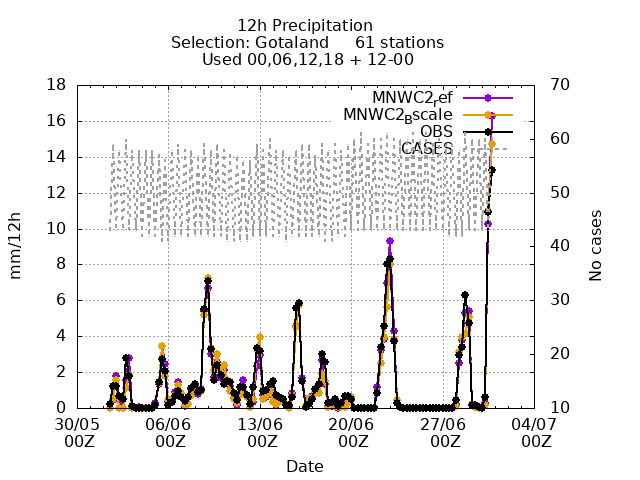 12h Precipitation
Selection: Gotaland 61 stations
Used 00,06,12,18 + 12-00
18 70
MNWC2ref
16 MNWC2Bscale 60
OBS
14 CASES
12 50
10 40
8
6 30
4 20
2
0 10
mm/12h
No cases
30/05 06/06 13/06 20/06 27/06 04/07
00Z 00Z 00Z 00Z 00Z 00Z
Date